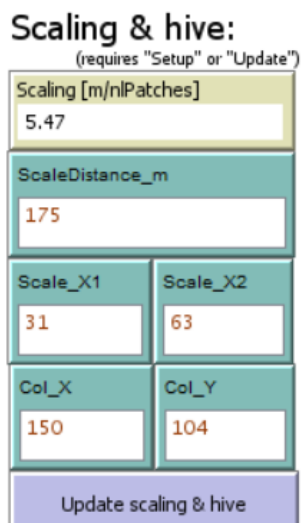 Scaling & hive:
(requires "Setup" or "Update")
Scaling [m/nlPatches]
5.47
ScaleDistance_m
175
Scale_X1 Scale_X2
31 63
Col_X Col_Y
150 104
Update scaling & hive